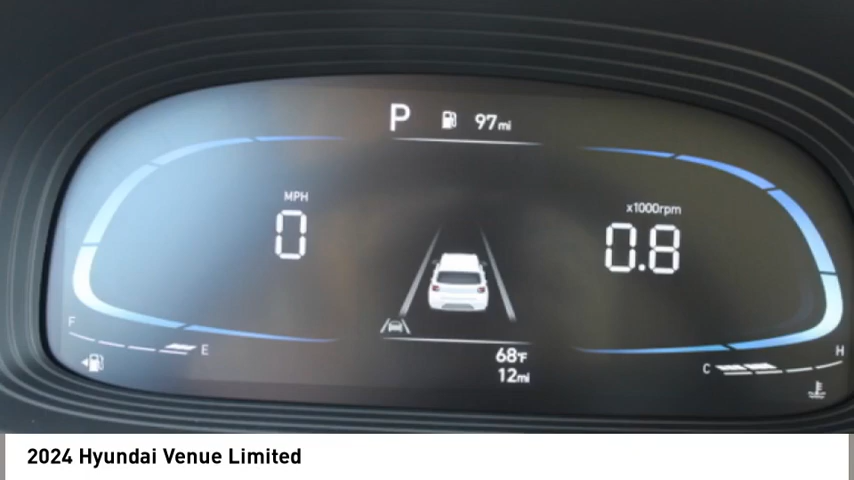 P 97mi
MPH
0
x1000rpm
0.8
F E
68°F
12mi
C H
2024 Hyundai Venue Limited